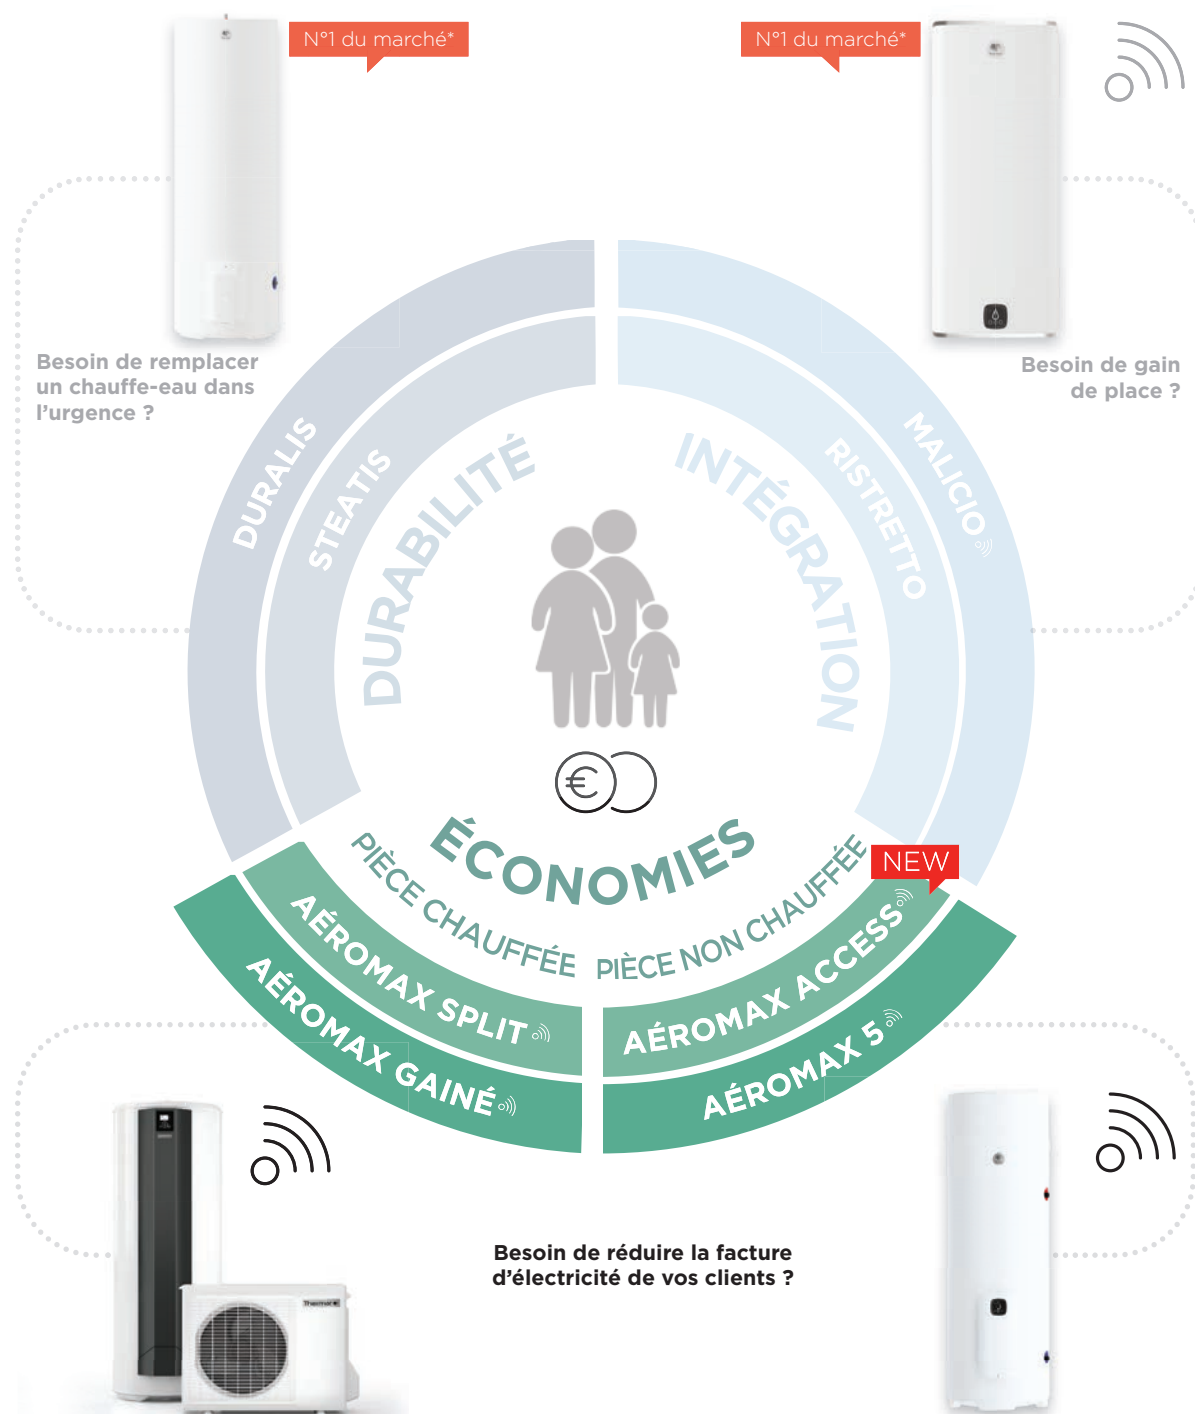 N°1 du marché*
N°1 du marché*
Besoin de remplacer
un chauffe-eau dans
l'urgence ?
Besoin de gain
de place ?
DURALIS
STEATIS
DURABILITÉ
INTÉGRATION
RISTRETTO
MALICIO
€
ÉCONOMIES
PIÈCE CHAUFFÉE
PIÈCE NON CHAUFFÉE
NEW
AÉROMAX SPLIT
AÉROMAX GAINÉ
AÉROMAX ACCESS
AÉROMAX 5
Besoin de réduire la facture
d'électricité de vos clients ?
Thermor